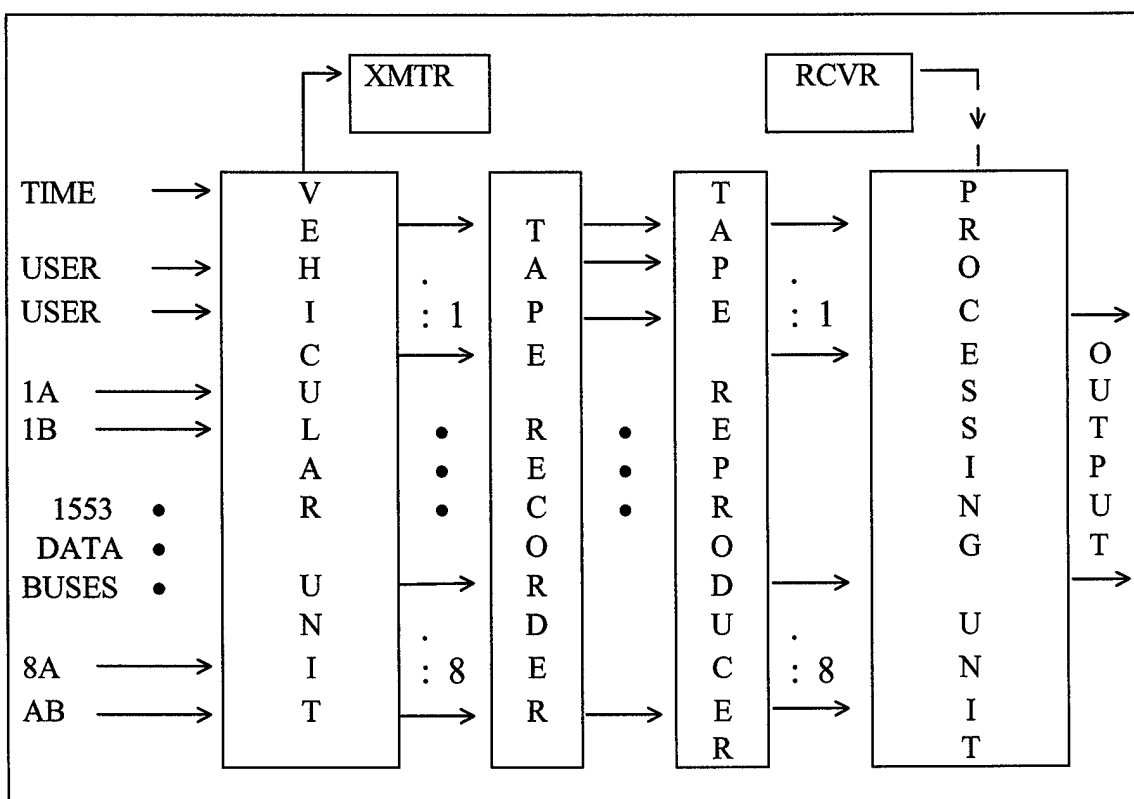 XMTR
RCVR
TIME
USER
USER
1A
1B
1553
DATA
BUSES
8A
AB
VEHICULAR UNIT
: 1
: 8
TAPE RECORDER
TAPE REPRODUCER
: 1
: 8
PROCESSING UNIT
OUTPUT